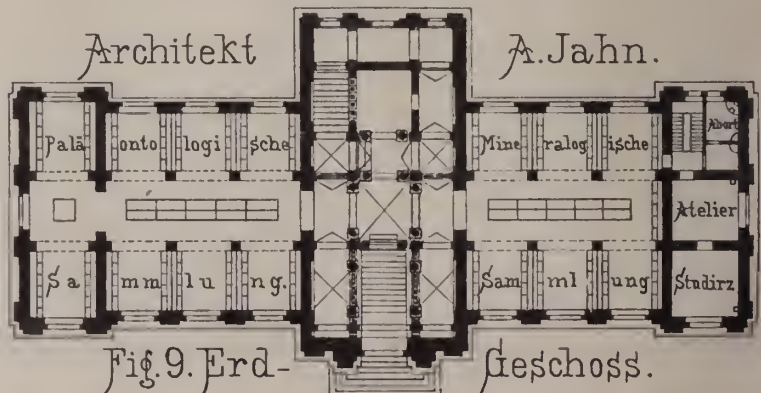 Architekt A. Jahn.
Palä onto logi sche Mine ralog ische Abort
Atelier
Sa mm lu ng. Sam ml ung Studirz
Fig. 9. Erd- Geschoss.